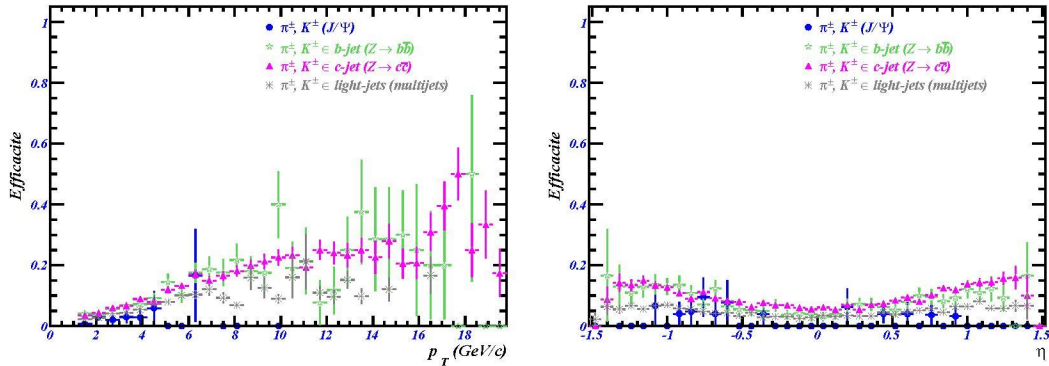 Efficacite
1
0.8
0.6
0.4
0.2
0
π±, K± (J/Ψ)
π±, K± ∈ b-jet (Z → bb̅)
π±, K± ∈ c-jet (Z → cc̅)
π±, K± ∈ light-jets (multijets)
0 2 4 6 8 10 12 14 16 18
p_T (GeV/c)
Efficacite
1
0.8
0.6
0.4
0.2
0
π±, K± (J/Ψ)
π±, K± ∈ b-jet (Z → bb̅)
π±, K± ∈ c-jet (Z → cc̅)
π±, K± ∈ light-jets (multijets)
-1.5 -1 -0.5 0 0.5 1 1.5
η